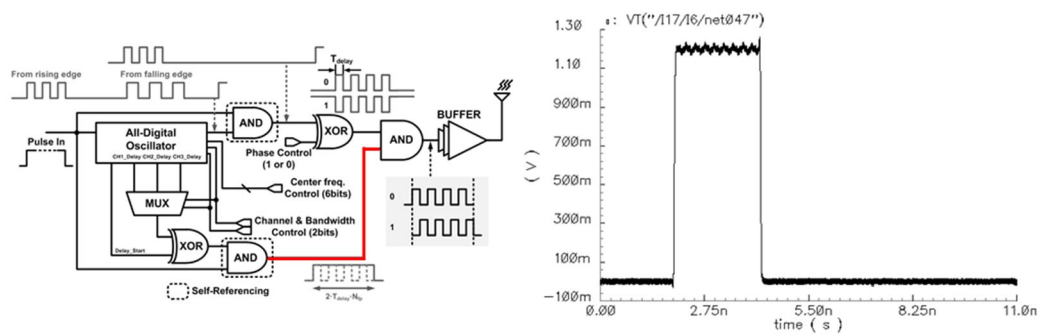 From rising edge
From falling edge
T_delay
0
1
AND
XOR
AND
BUFFER
Pulse In
All-Digital
Oscillator
CH1_Delay CH2_Delay CH3_Delay
Phase Control
(1 or 0)
Center freq.
Control (6bits)
MUX
Channel & Bandwidth
Control (2bits)
0
1
XOR
Delay_Start
AND
Self-Referencing
1.30
1.10
900m
700m
500m
300m
100m
-100m
(V)
: VT("/I17/I6/net047")
0.00
2.75n
5.50n
8.25n
11.0n
time ( s )